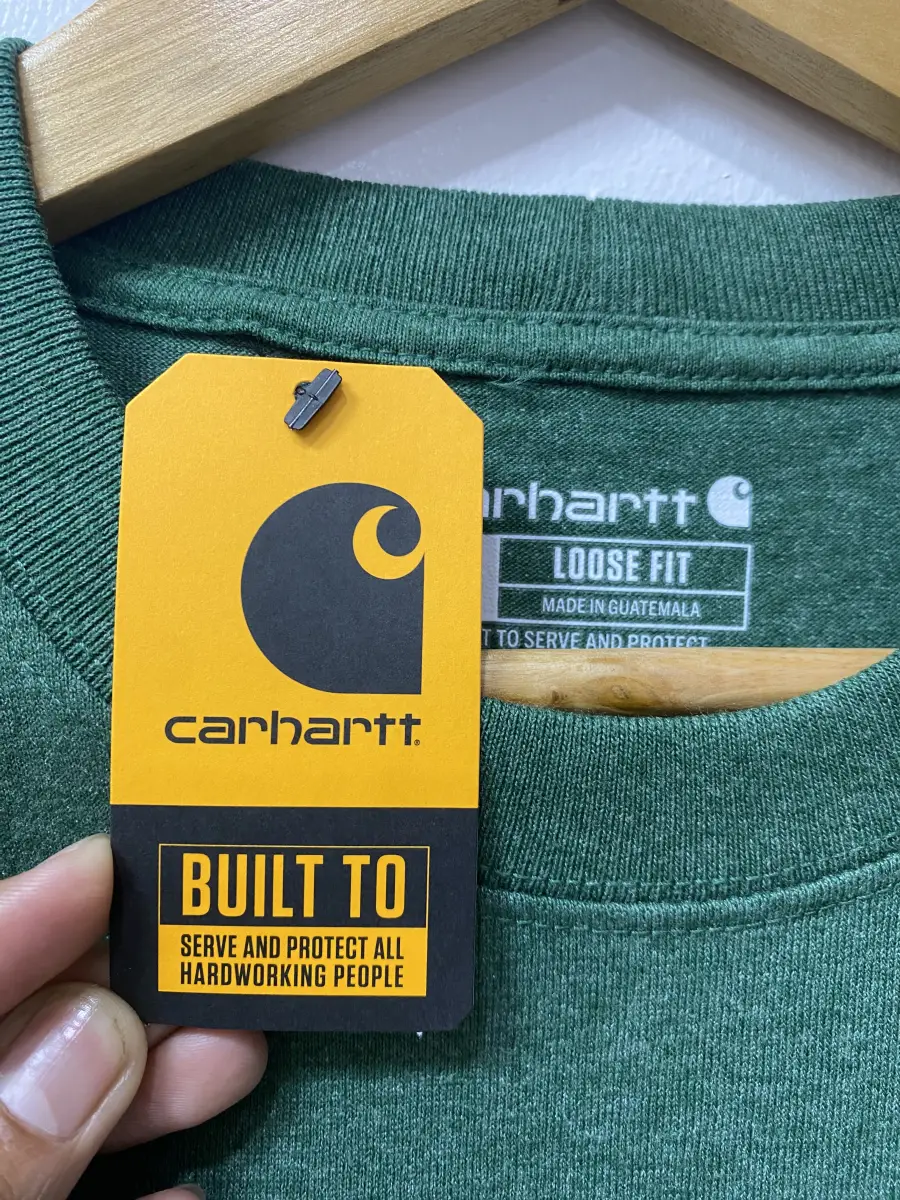 carhartt
BUILT TO
SERVE AND PROTECT ALL
HARDWORKING PEOPLE
arhartt
LOOSE FIT
MADE IN GUATEMALA
TO SERVE AND PROTECT